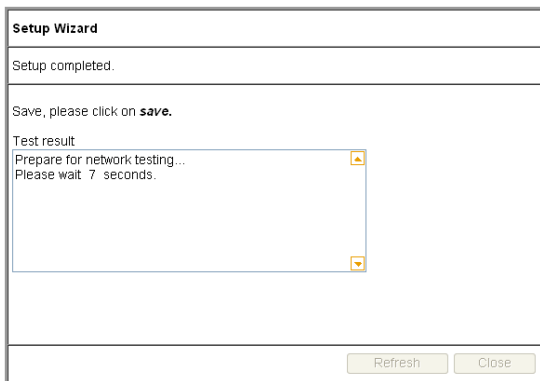 Setup Wizard
Setup completed.
Save, please click on save.
Test result
Prepare for network testing...
Please wait 7 seconds.
Refresh
Close